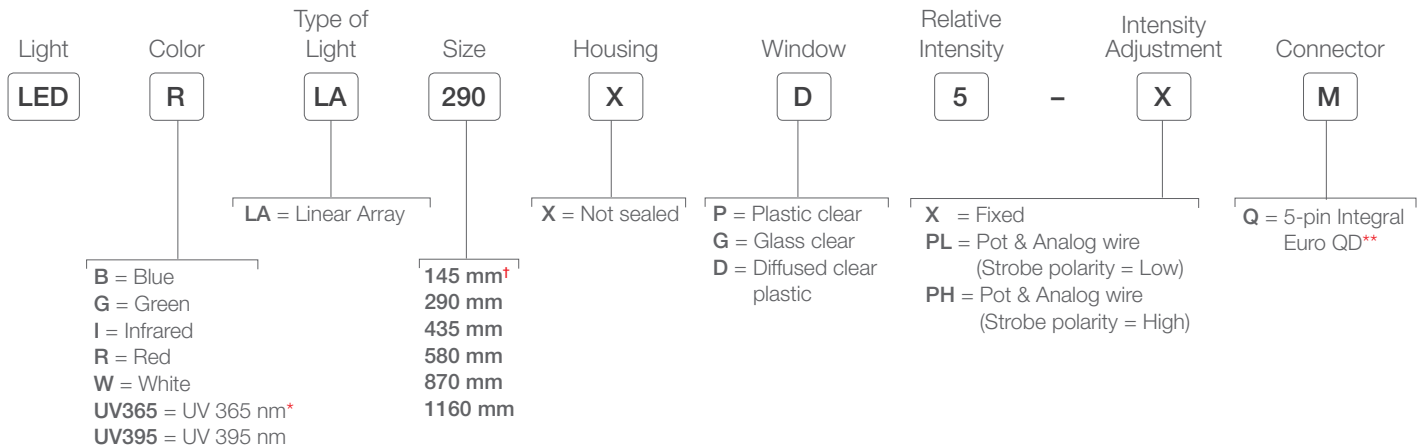 Light
Color
Type of
Light
Size
Housing
Window
Relative
Intensity
Intensity
Adjustment
Connector
LED
R
LA
290
X
D
5
–
X
M
B = Blue
G = Green
I = Infrared
R = Red
W = White
UV365 = UV 365 nm*
UV395 = UV 395 nm
LA = Linear Array
145 mm†
290 mm
435 mm
580 mm
870 mm
1160 mm
X = Not sealed
P = Plastic clear
G = Glass clear
D = Diffused clear
plastic
X = Fixed
PL = Pot & Analog wire
(Strobe polarity = Low)
PH = Pot & Analog wire
(Strobe polarity = High)
Q = 5-pin Integral
Euro QD**